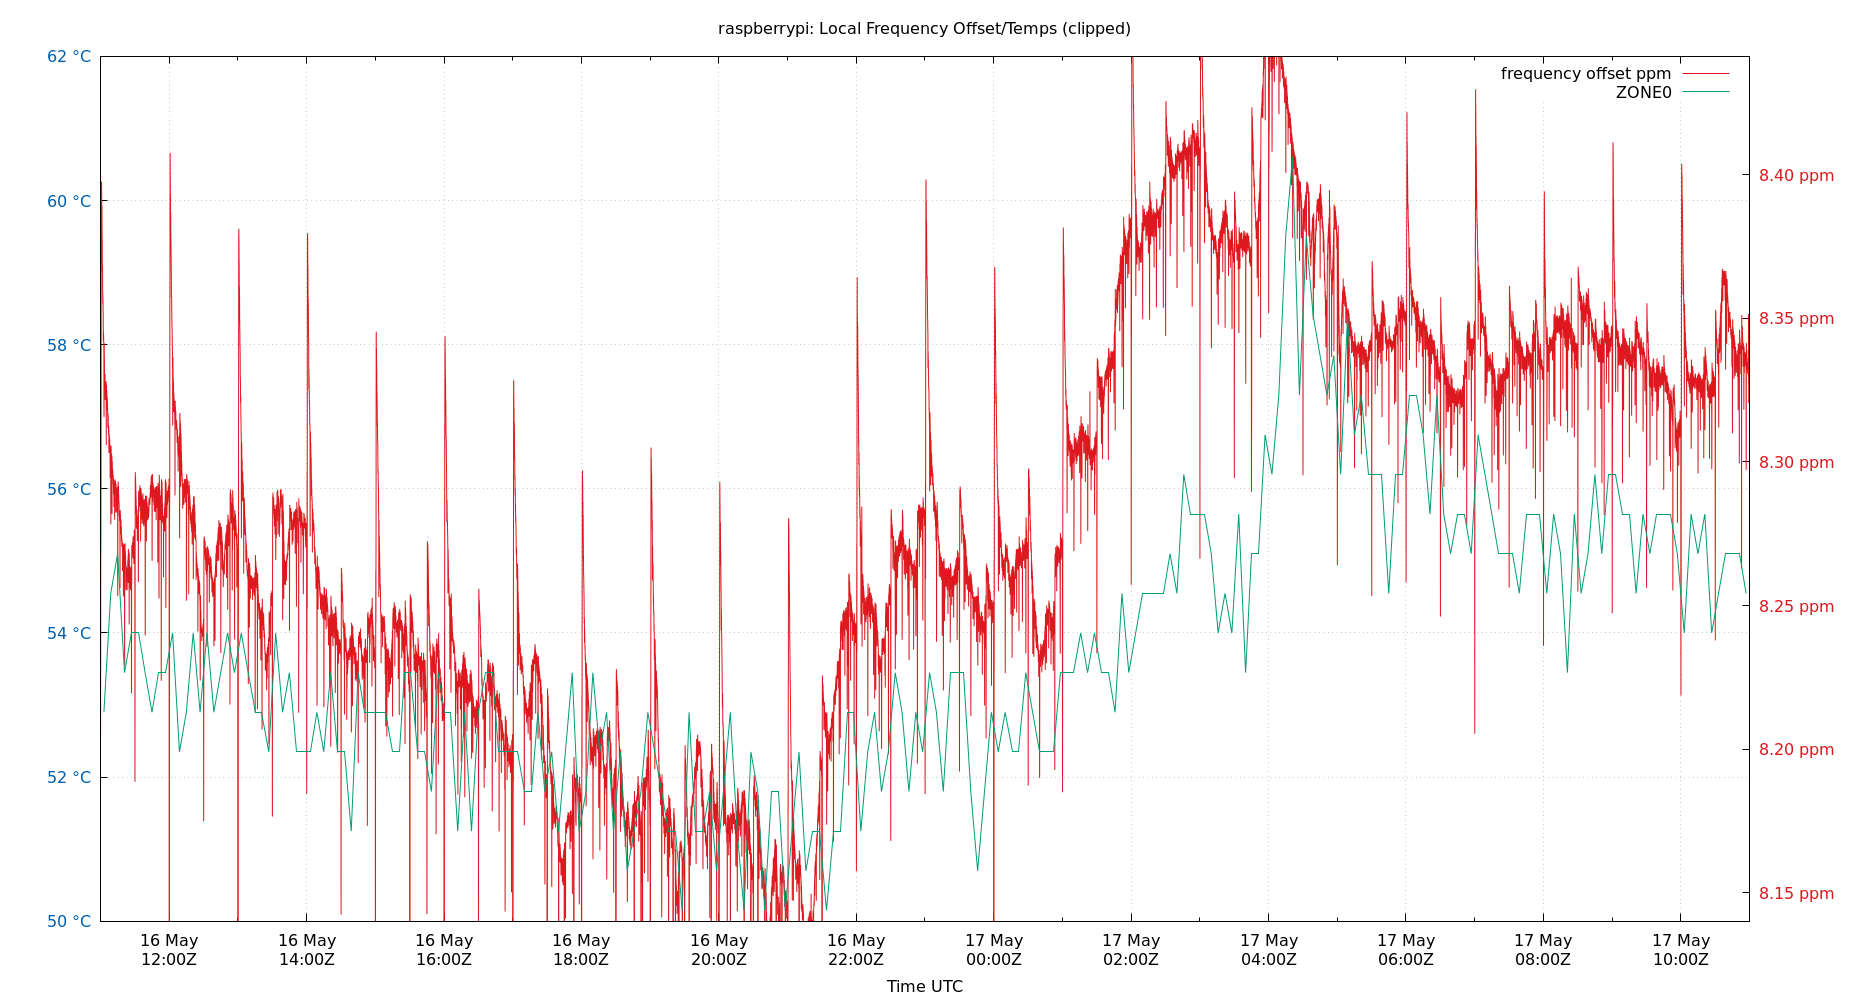 raspberrypi: Local Frequency Offset/Temps (clipped)
frequency offset ppm
ZONE0
62 °C
60 °C
58 °C
56 °C
54 °C
52 °C
50 °C
8.40 ppm
8.35 ppm
8.30 ppm
8.25 ppm
8.20 ppm
8.15 ppm
16 May 16 May 16 May 16 May 16 May 16 May 17 May 17 May 17 May 17 May 17 May 17 May
12:00Z 14:00Z 16:00Z 18:00Z 20:00Z 22:00Z 00:00Z 02:00Z 04:00Z 06:00Z 08:00Z 10:00Z
Time UTC